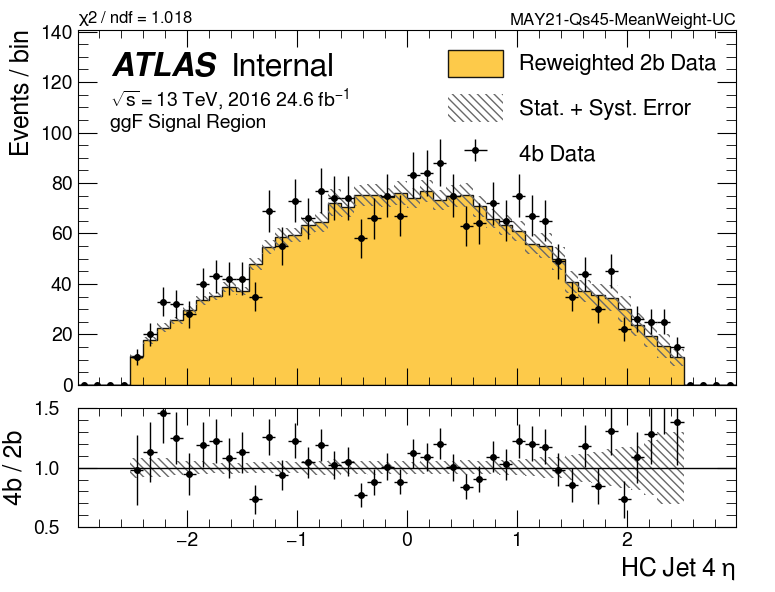 χ2 / ndf = 1.018
MAY21-Qs45-MeanWeight-UC
Events / bin
140
120
100
80
60
40
20
0
ATLAS Internal
√s = 13 TeV, 2016 24.6 fb⁻¹
ggF Signal Region
Reweighted 2b Data
Stat. + Syst. Error
4b Data
4b / 2b
1.5
1.0
0.5
−2 −1 0 1 2
HC Jet 4 η